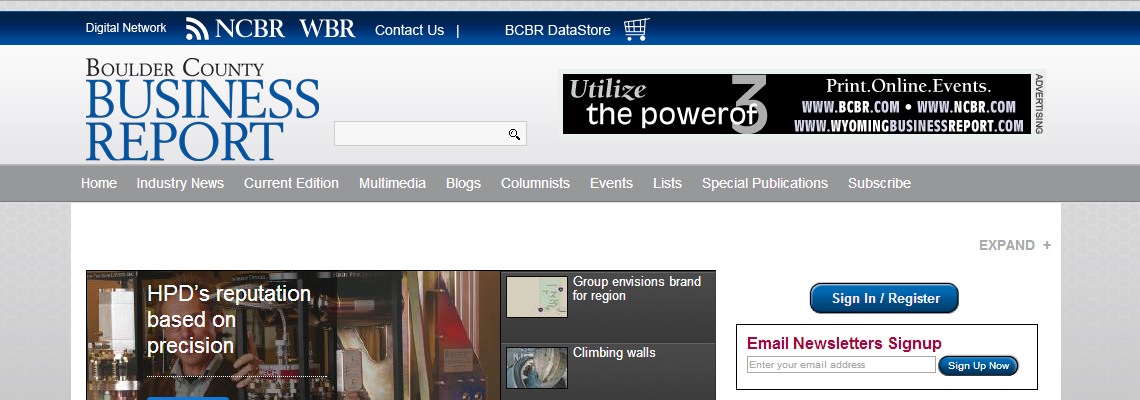 Digital Network NCBR WBR Contact Us | BCBR DataStore
BOULDER COUNTY
BUSINESS
REPORT
Utilize
the power of 3
Print.Online.Events.
WWW.BCBR.COM • WWW.NCBR.COM
WWW.WYOMINGBUSINESSREPORT.COM
ADVERTISING
Home Industry News Current Edition Multimedia Blogs Columnists Events Lists Special Publications Subscribe
EXPAND +
HPD's reputation
based on
precision
Group envisions brand
for region
Climbing walls
Sign In / Register
Email Newsletters Signup
Enter your email address Sign Up Now